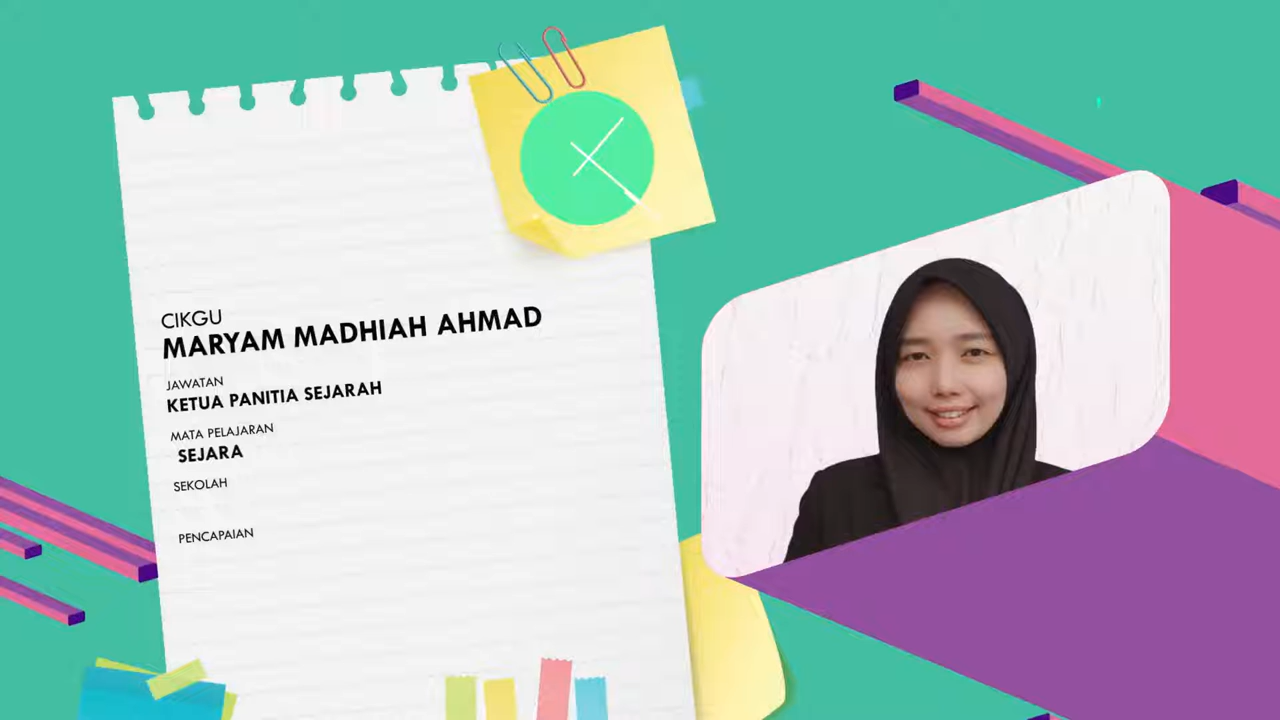 CIKGU
MARYAM MADHIAH AHMAD
JAWATAN
KETUA PANITIA SEJARAH
MATA PELAJARAN
SEJARA
SEKOLAH
PENCAPAIAN